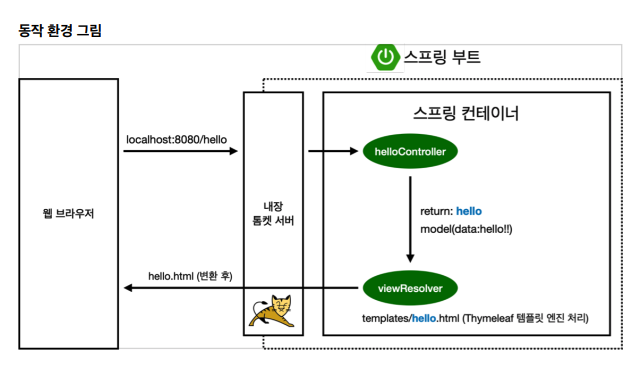 동작 환경 그림
스프링 부트
스프링 컨테이너
localhost:8080/hello
helloController
웹 브라우저
내장
톰켓 서버
return: hello
model(data:hello!!)
hello.html (변환 후)
viewResolver
templates/hello.html (Thymeleaf 템플릿 엔진 처리)